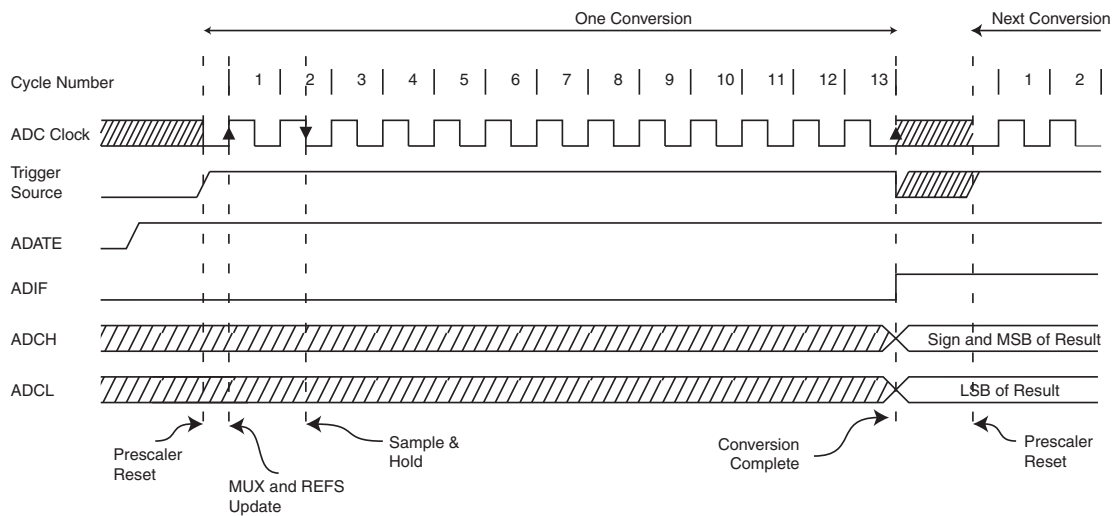 One Conversion
Next Conversion
Cycle Number
1 2 3 4 5 6 7 8 9 10 11 12 13 1 2
ADC Clock
Trigger
Source
ADATE
ADIF
ADCH
Sign and MSB of Result
ADCL
LSB of Result
Prescaler
Reset
MUX and REFS
Update
Sample &
Hold
Conversion
Complete
Prescaler
Reset